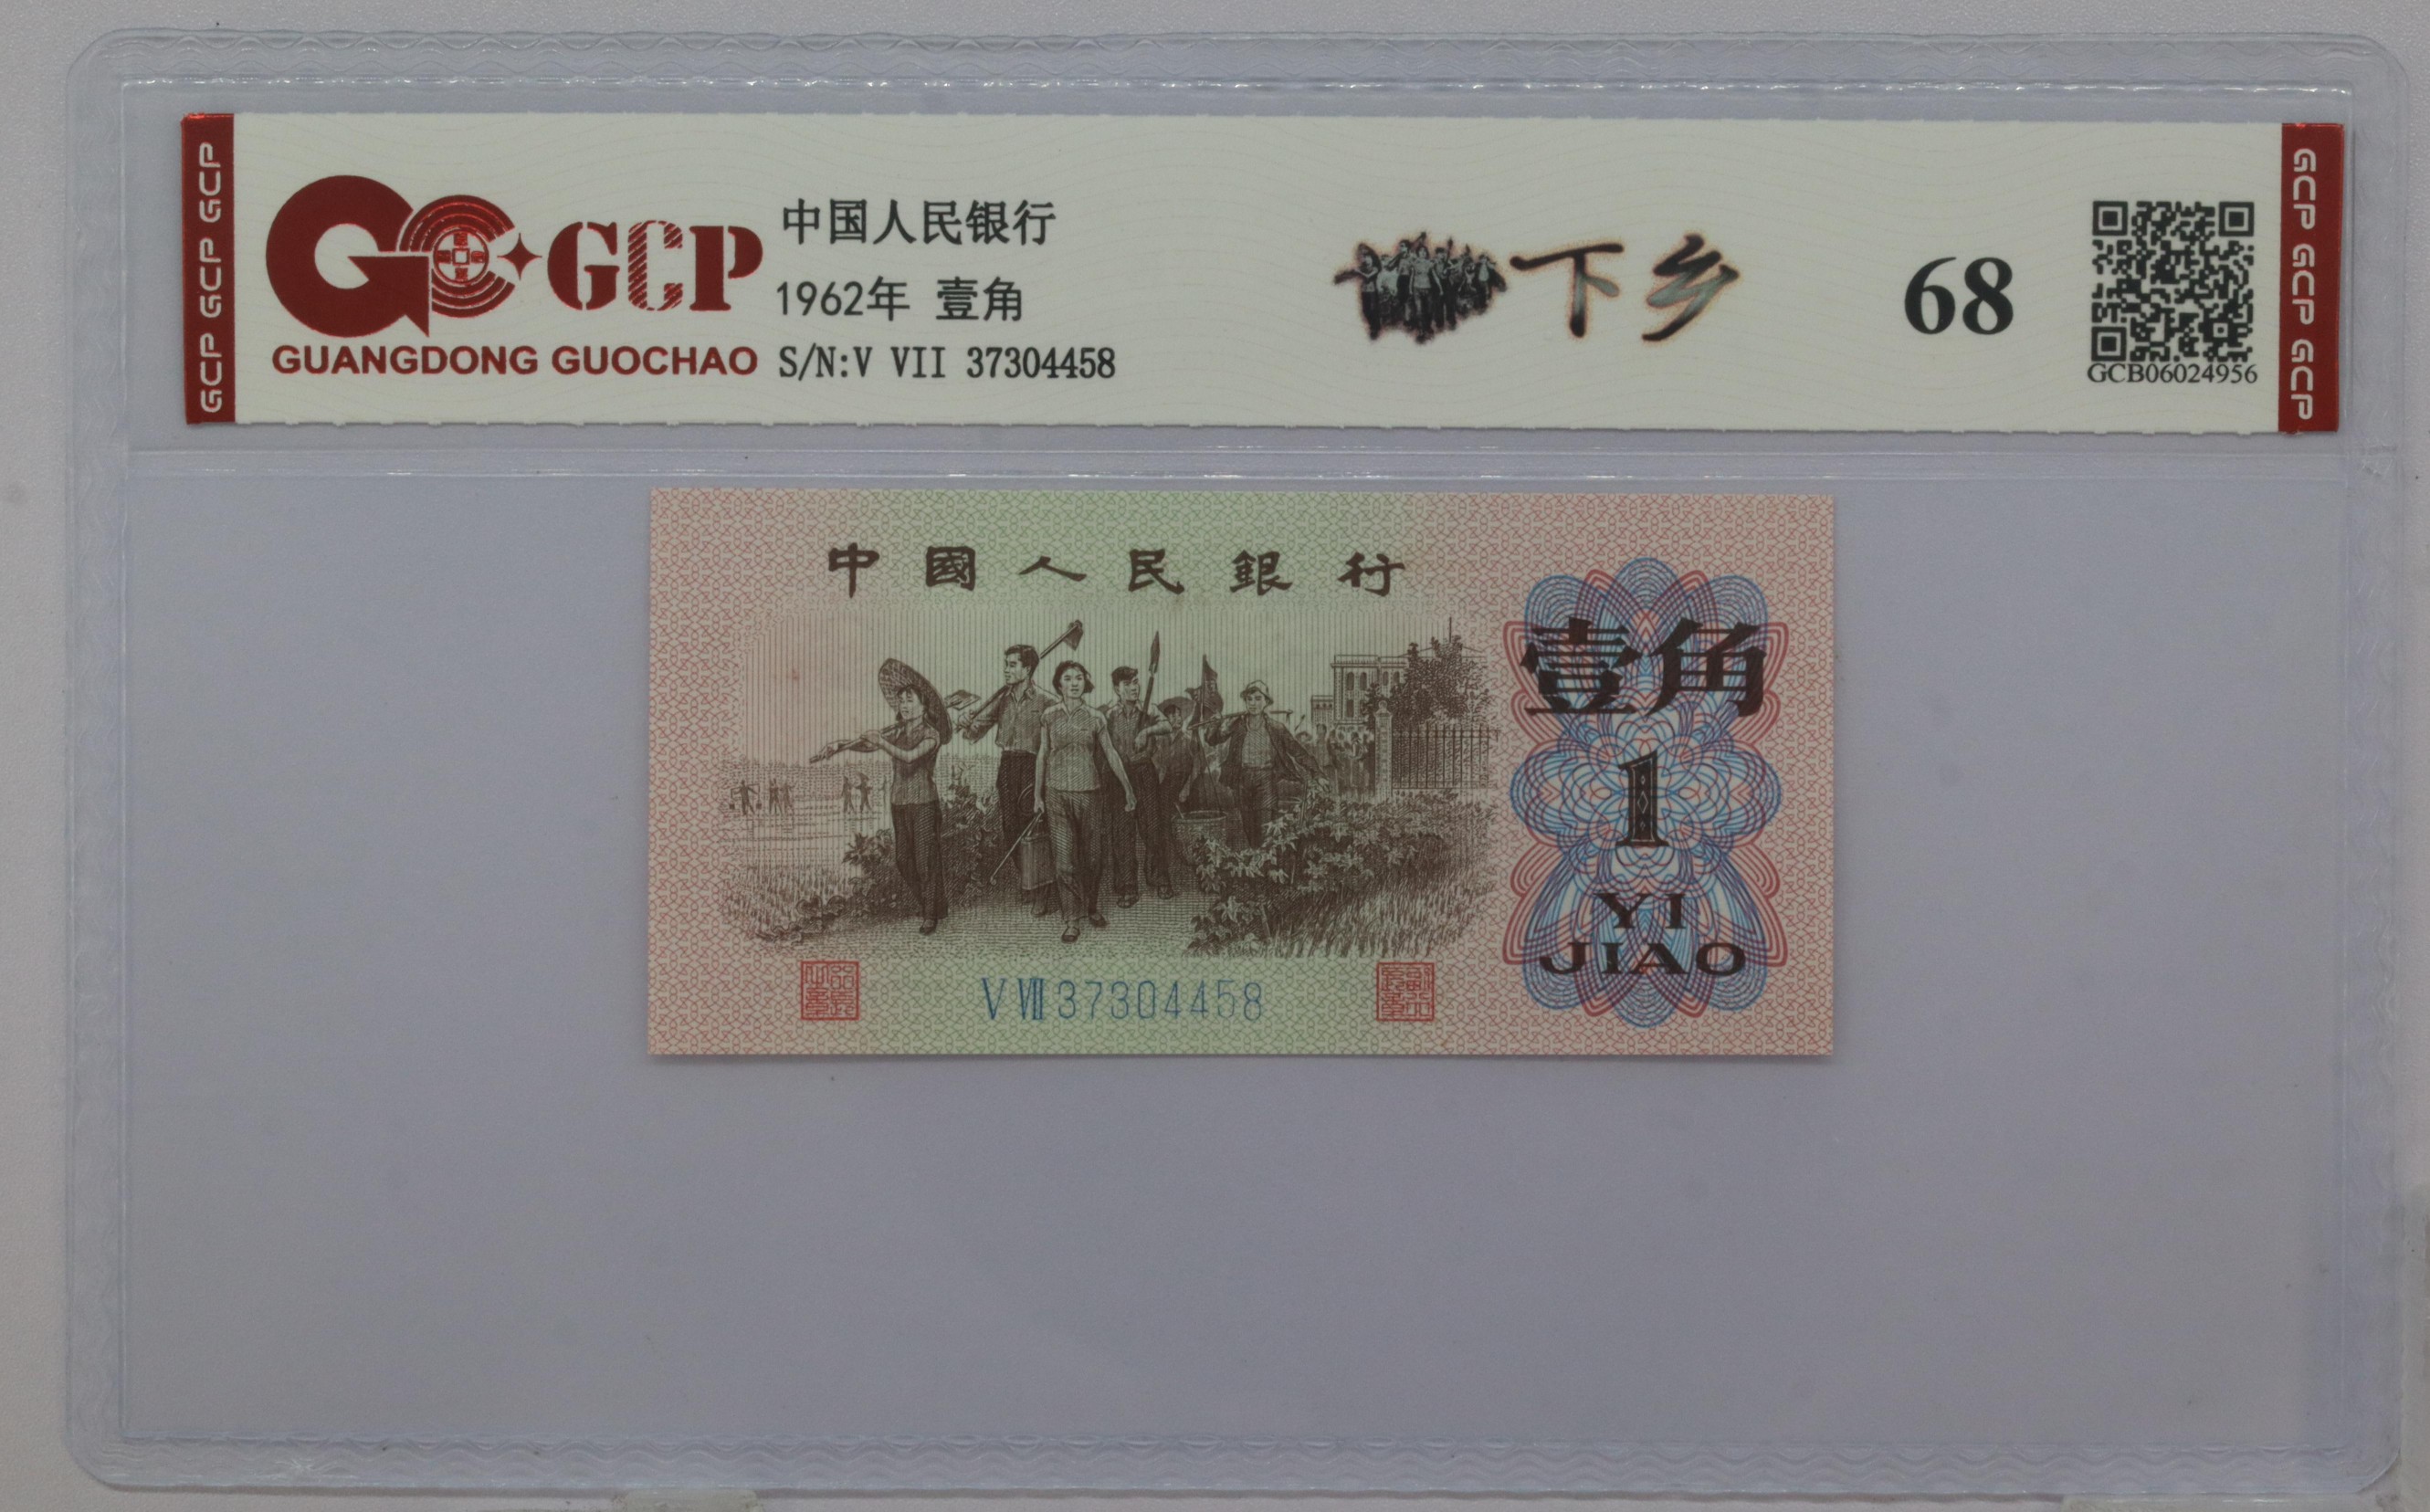 GCP GCP GCP
GCP
GUANGDONG GUOCHAO
中国人民银行
1962年 壹角
S/N:V VII 37304458
下乡
68
GCB06024956
GCP GCP GCP
中國人民銀行
壹角
1
YI
JIAO
V VII 37304458